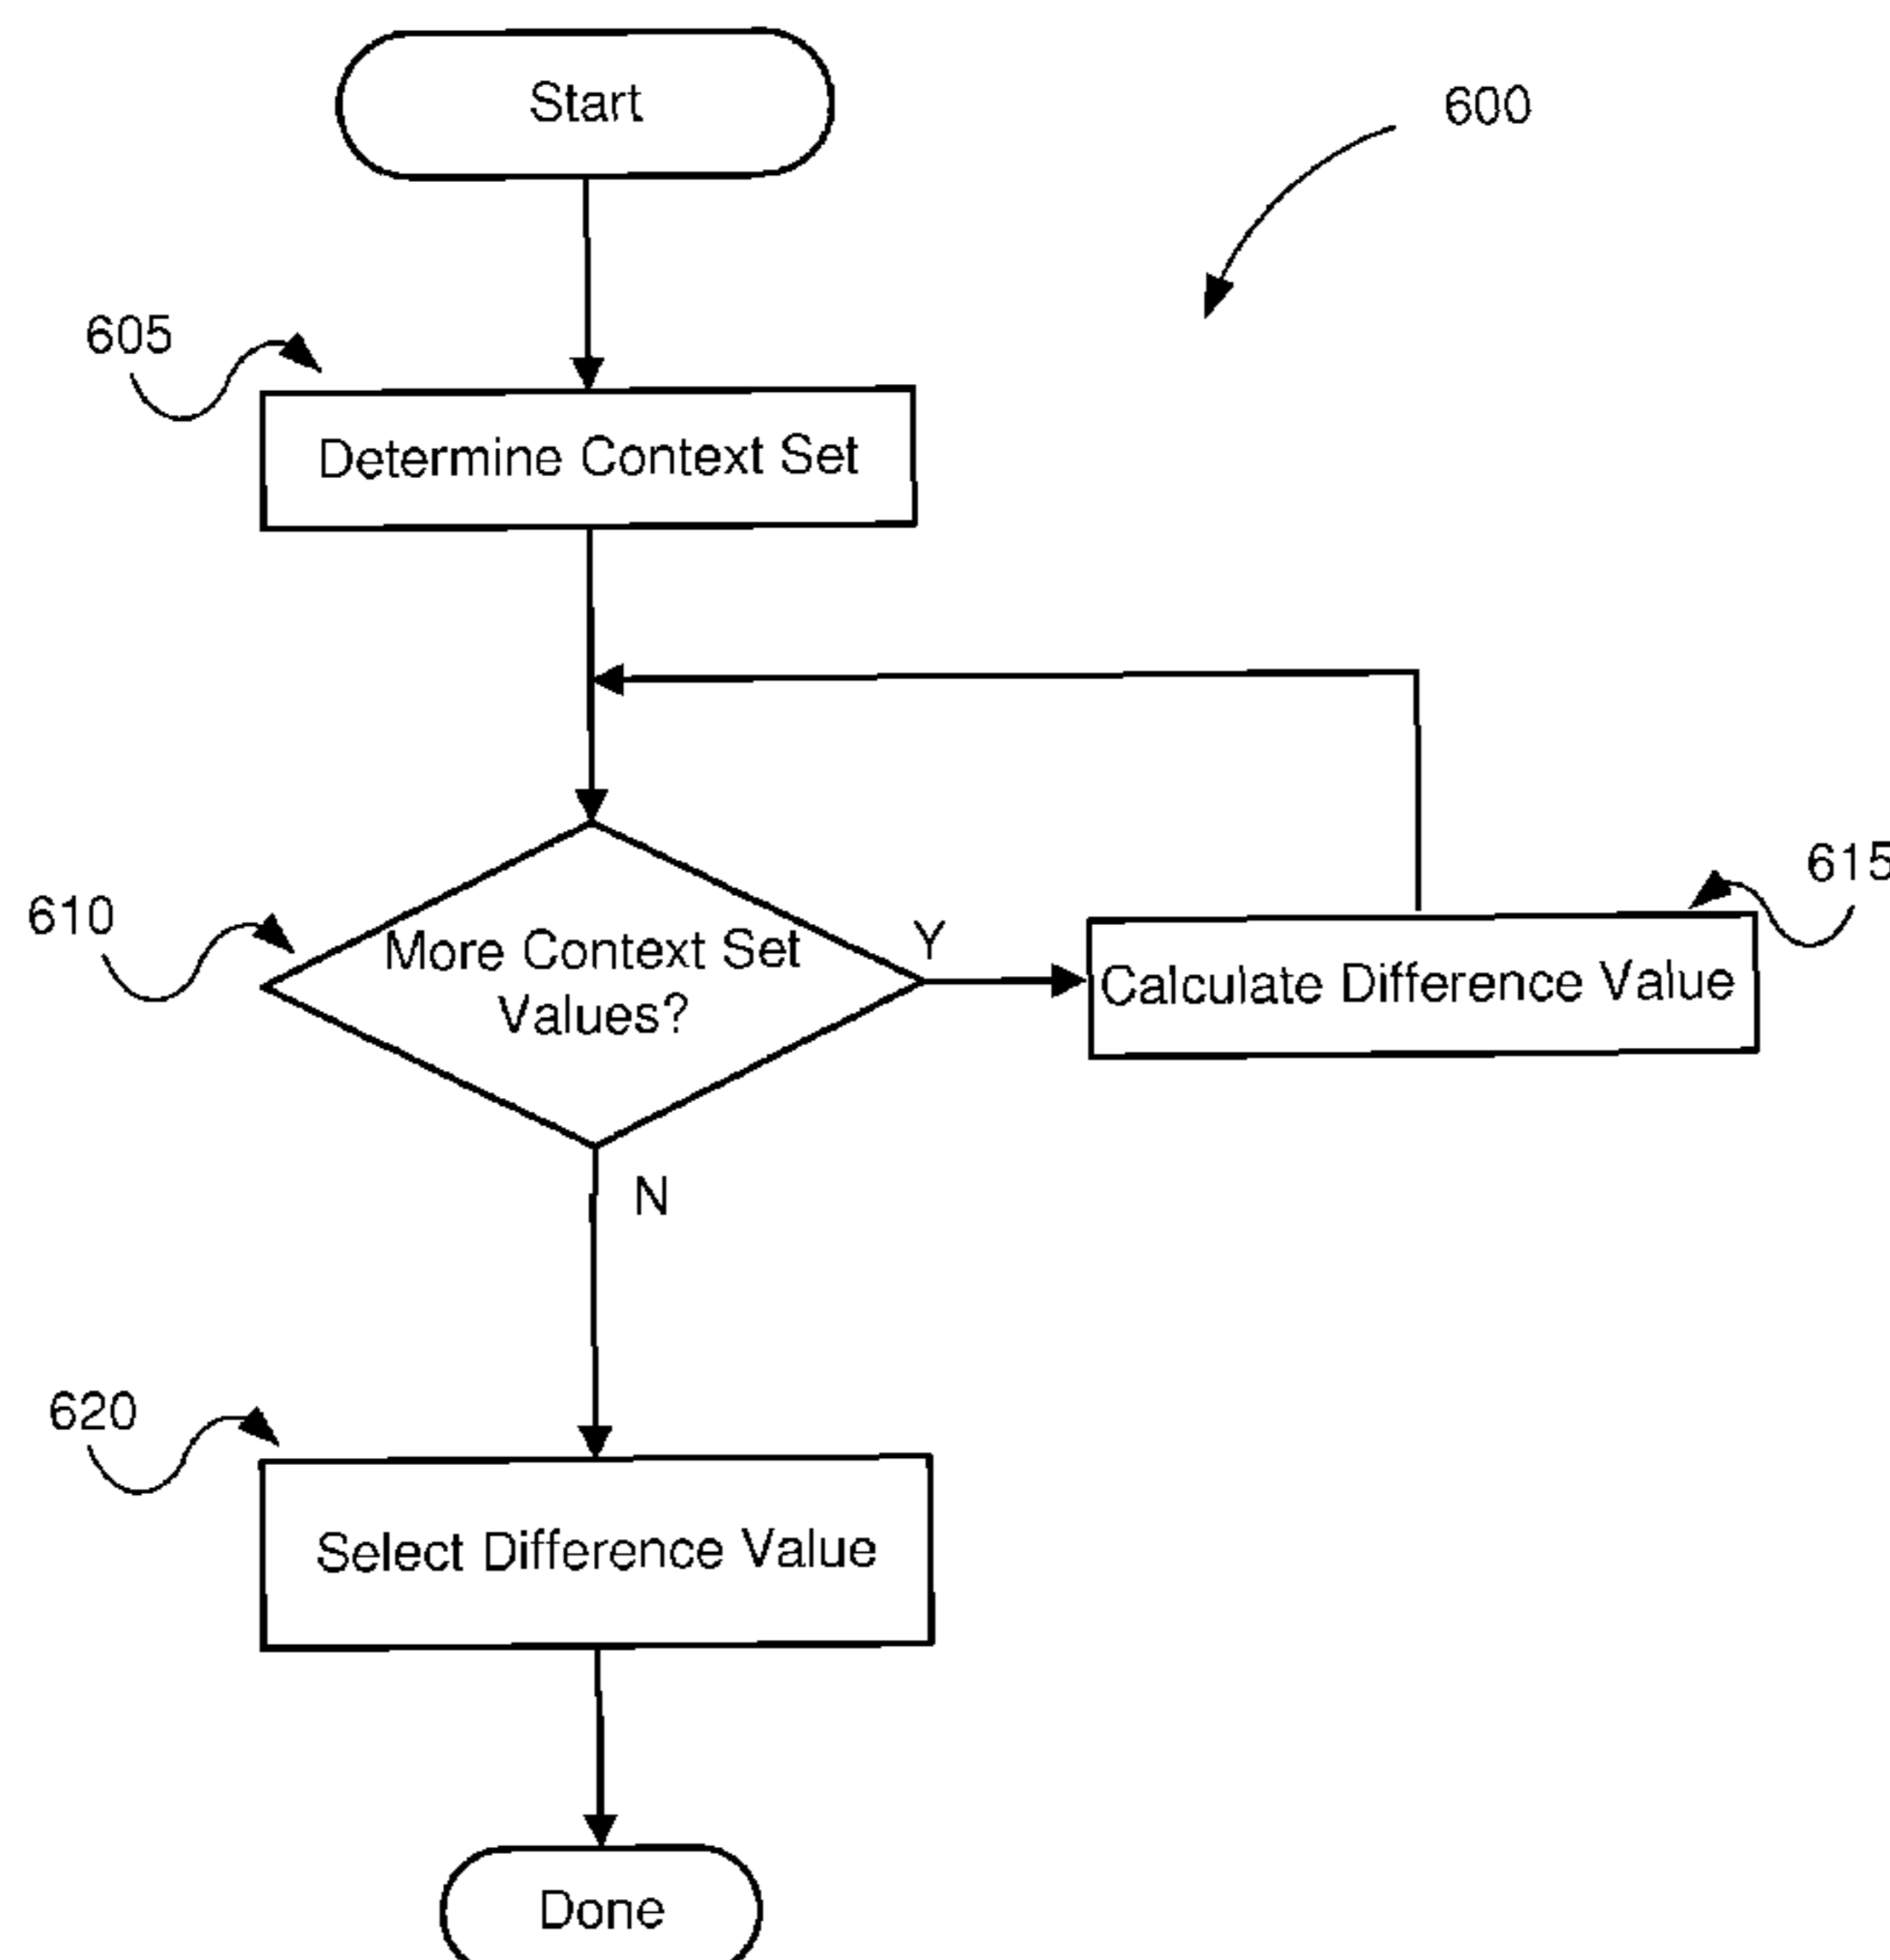 Start
600
605
Determine Context Set
610
More Context Set
Values?
Y
615
Calculate Difference Value
N
620
Select Difference Value
Done